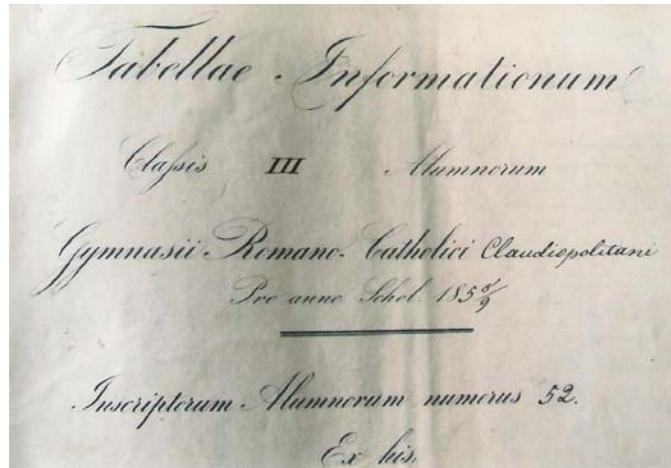 Tabellae Informationum
Classis III Alumnorum
Gymnasii Romano-Catholici Claudiopolitani
Pro anno Schol. 185 8/9
Inscriptorum Alumnorum numerus 52.
Ex his.